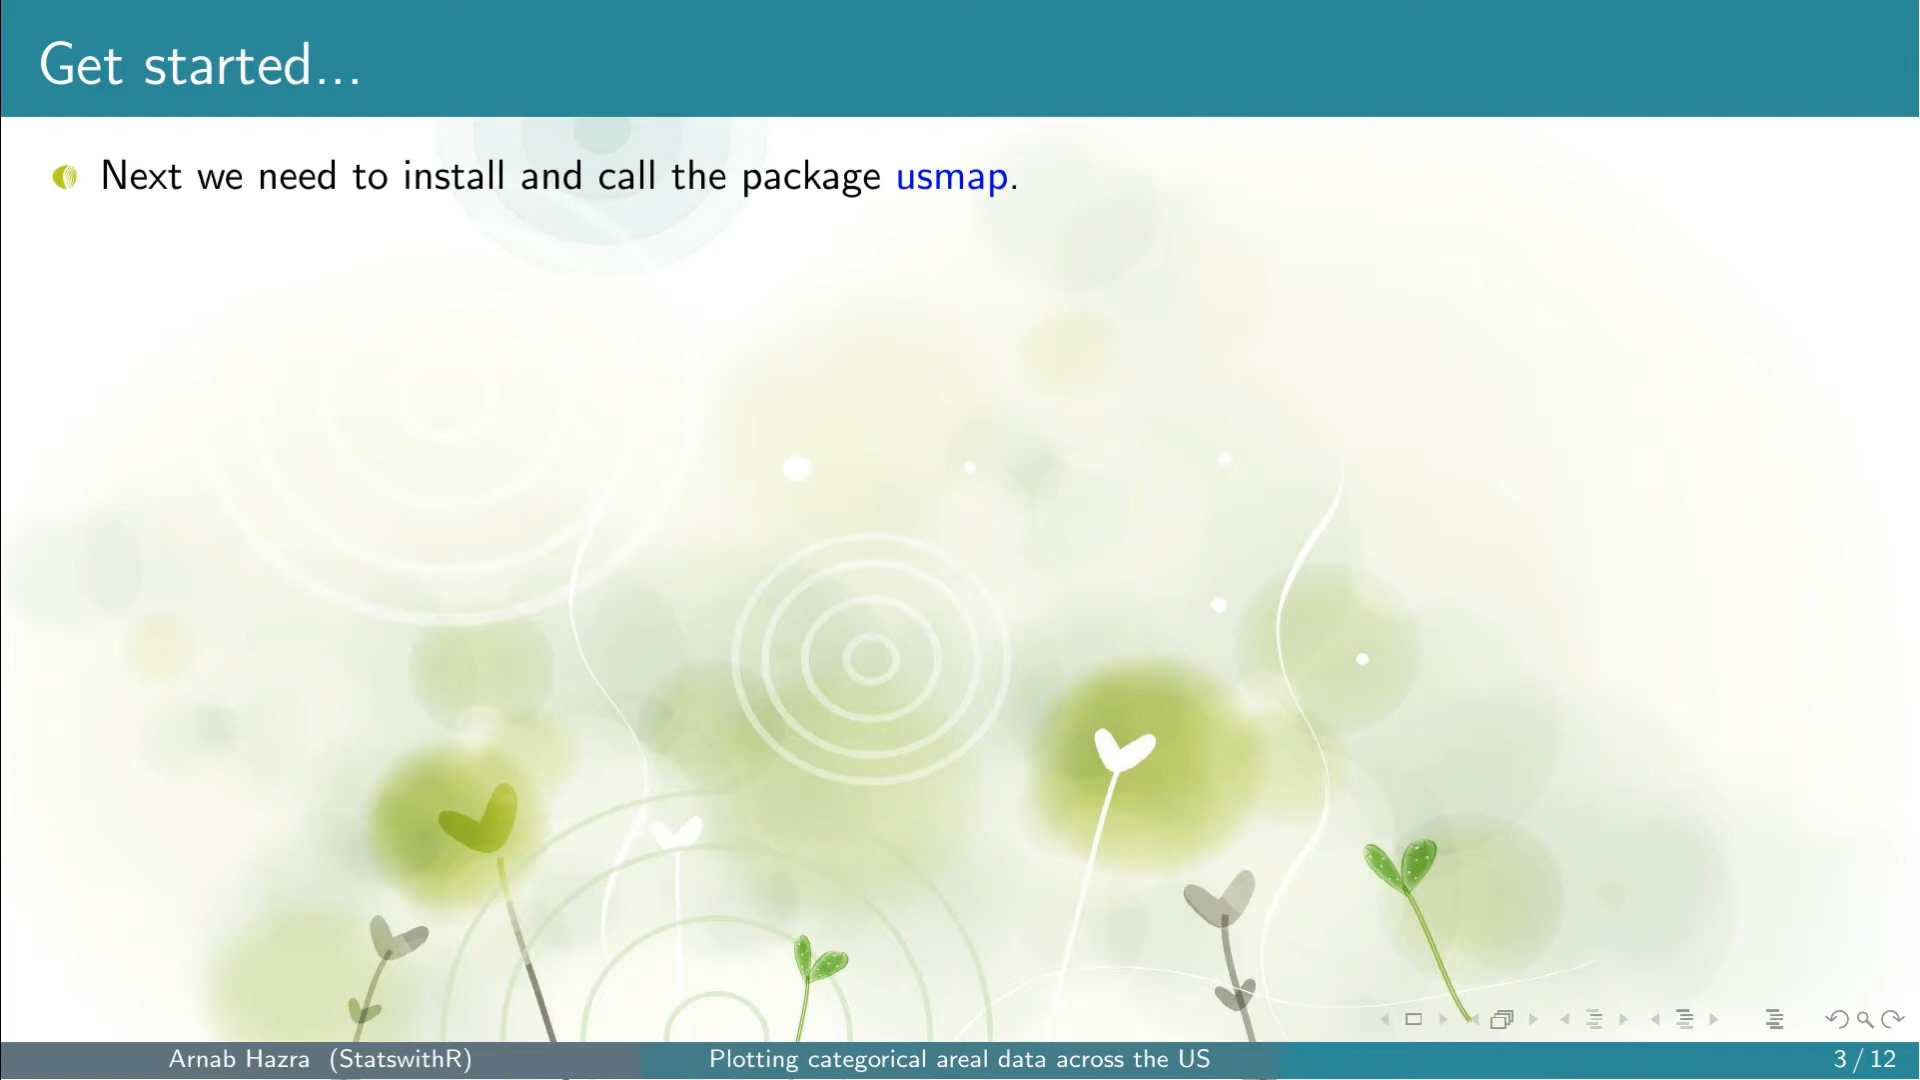 Get started...
Next we need to install and call the package usmap.
Arnab Hazra (StatswithR)
Plotting categorical areal data across the US
3 / 12